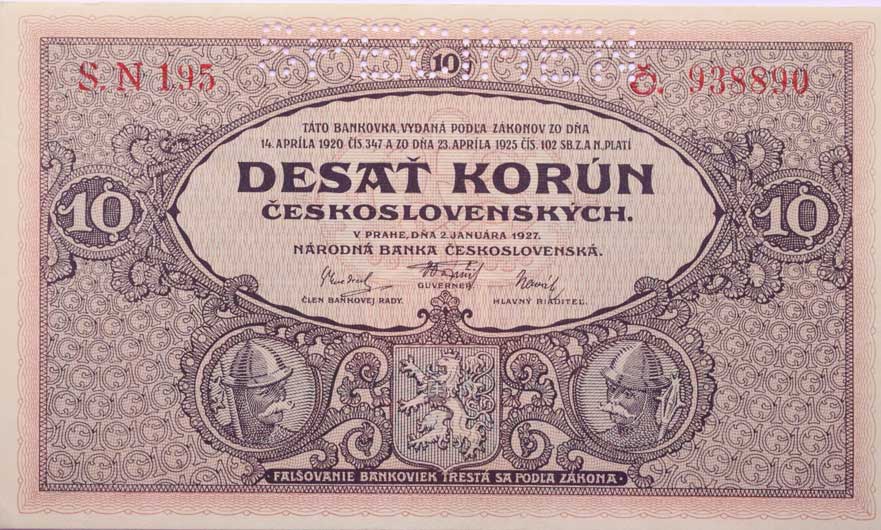 SPECIMEN
S. N 195
10
Č. 938890
TÁTO BANKOVKA, VYDANÁ PODĽA ZÁKONOV ZO DŇA
14. APRÍLA 1920 ČÍS. 347 A ZO DŇA 23. APRÍLA 1925 ČÍS. 102 SB. Z. A N., PLATÍ
DESAŤ KORÚN
ČESKOSLOVENSKÝCH.
10
10
V PRAHE, DŇA 2. JANUÁRA 1927.
NÁRODNÁ BANKA ČESKOSLOVENSKÁ.
GUVERNER
ČLEN BANKOVEJ RADY.
HLAVNÝ RIADITEĽ.
FALŠOVANIE BANKOVIEK TRESTÁ SA PODĽA ZÁKONA